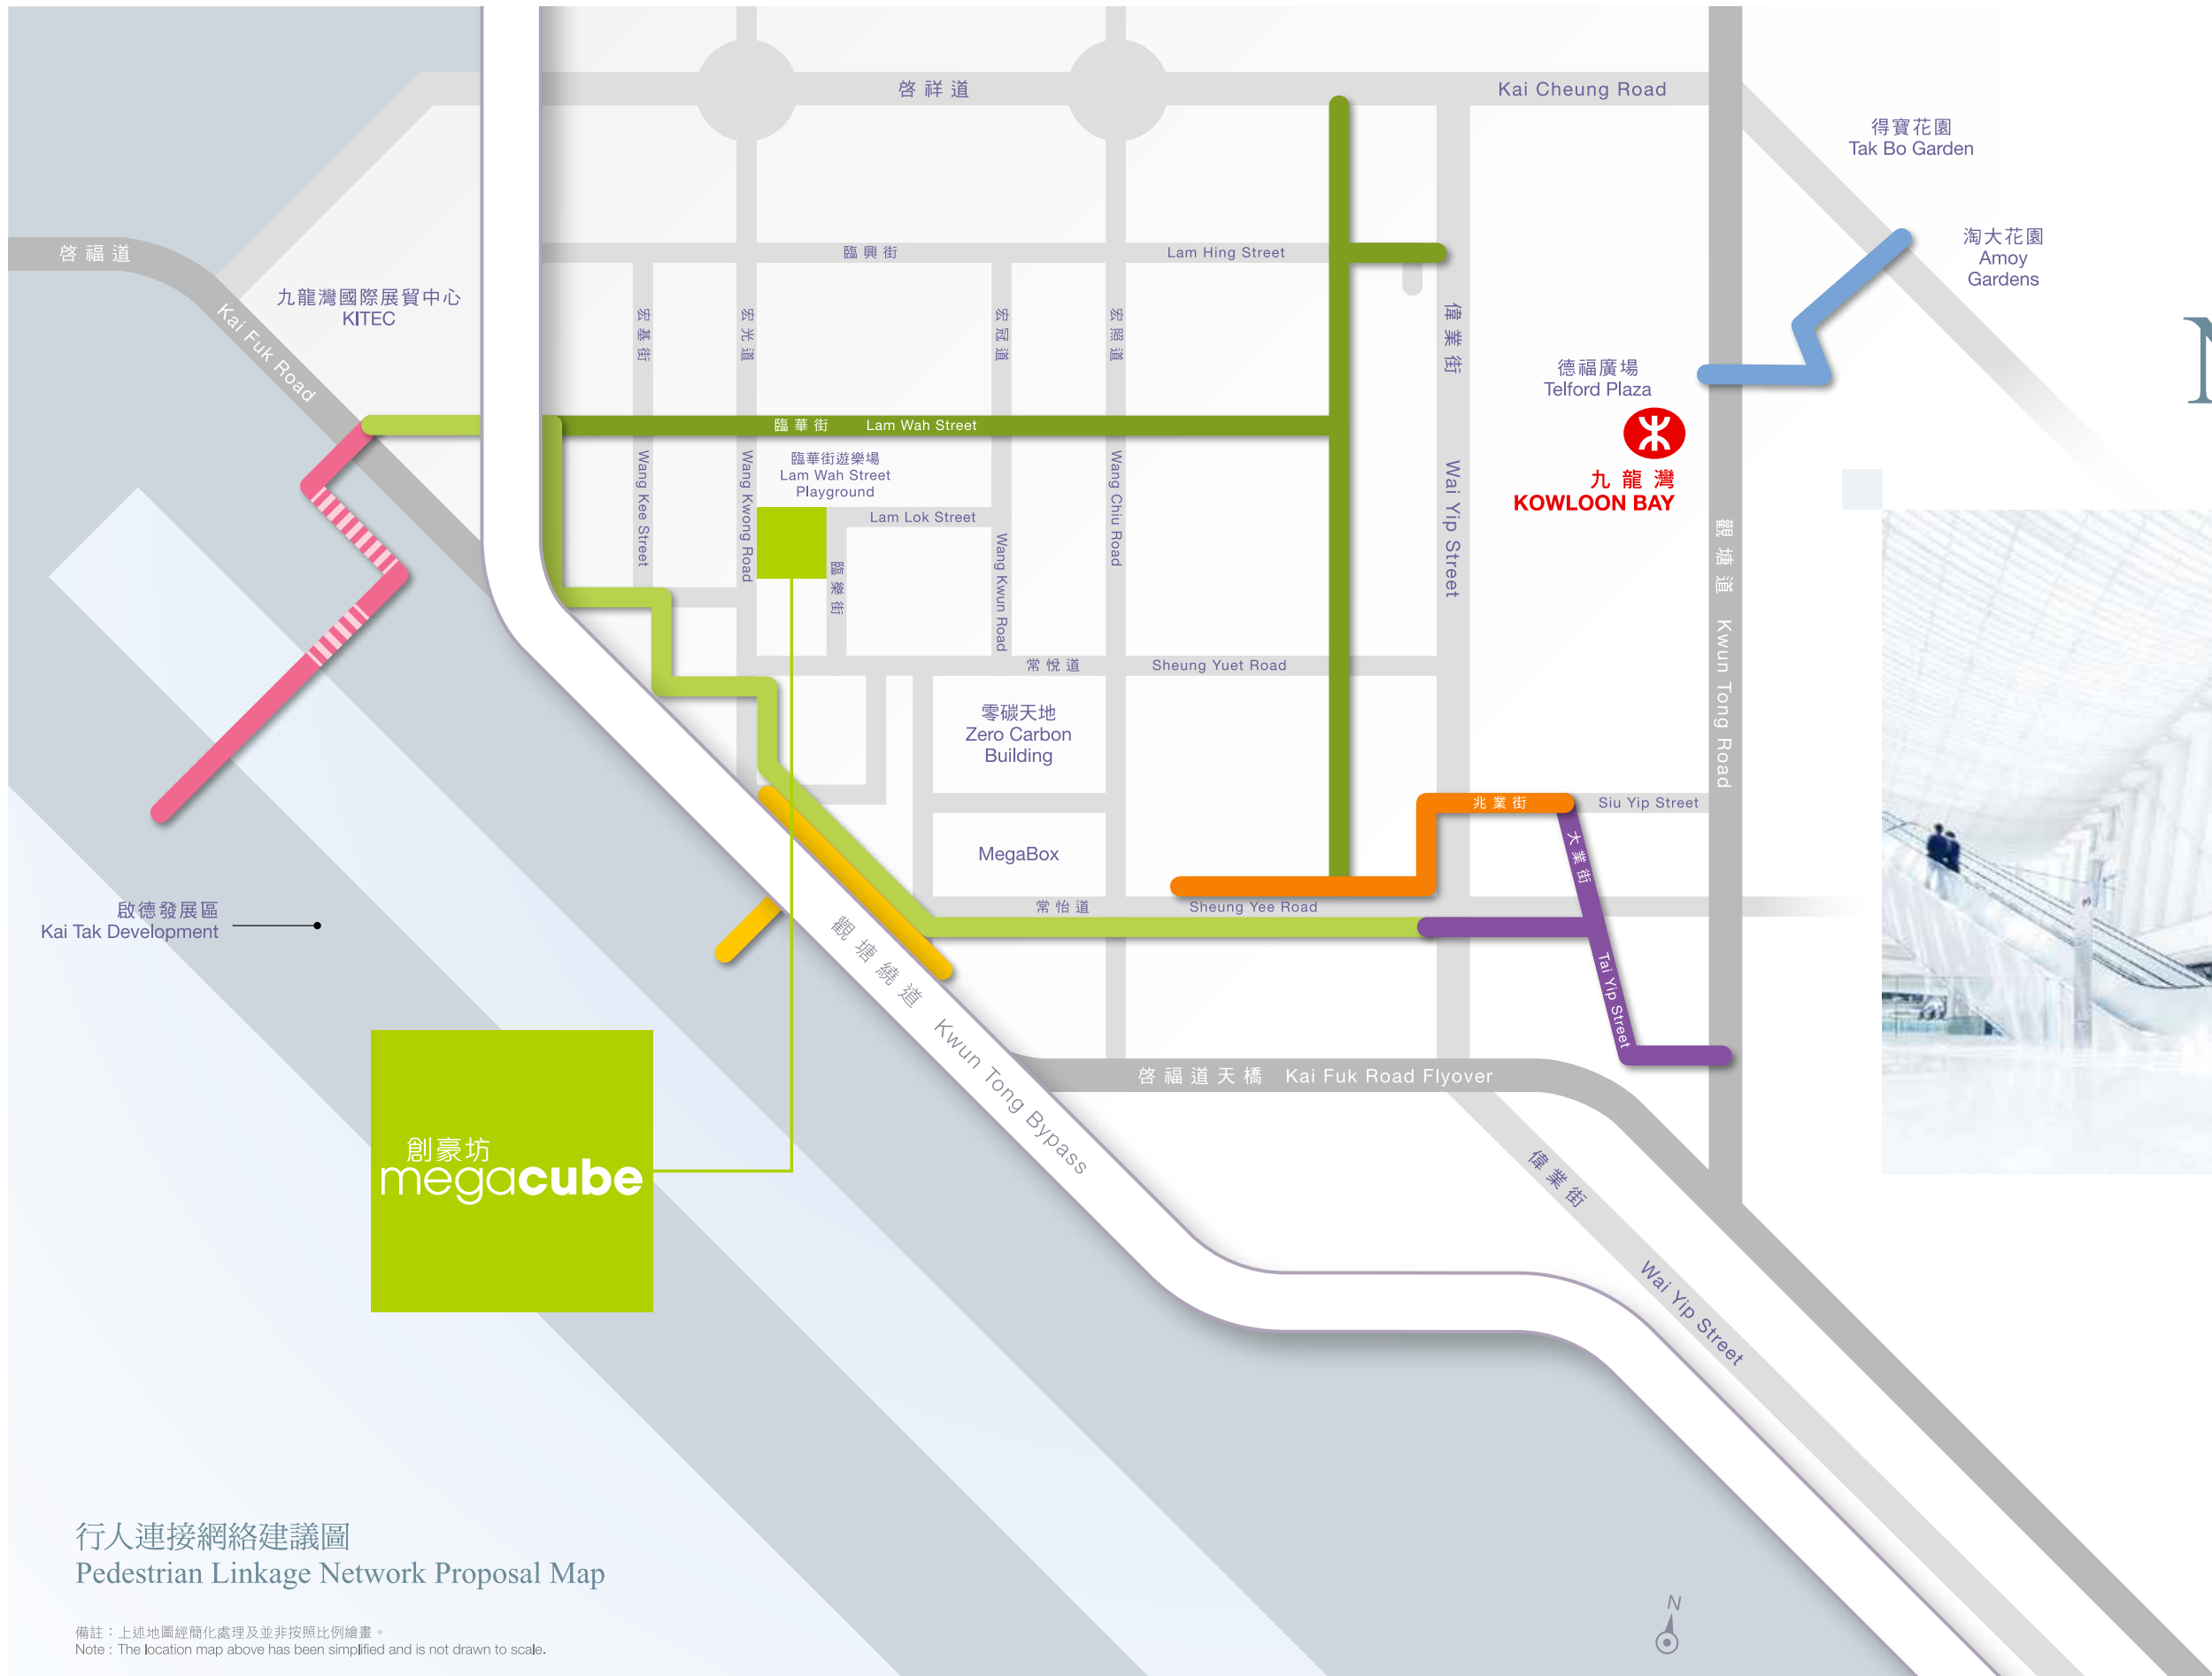 啓祥道
Kai Cheung Road
得寶花園
Tak Bo Garden
淘大花園
Amoy
Gardens
啓福道
Kai Fuk Road
九龍灣國際展貿中心
KITEC
臨興街
Lam Hing Street
宏基街
宏光道
宏冠道
宏照道
偉業街
德福廣場
Telford Plaza
九龍灣
KOWLOON BAY
N
臨華街 Lam Wah Street
臨華街遊樂場
Lam Wah Street
Playground
Wang Kee Street
Wang Kwong Road
Lam Lok Street
臨樂街
Wang Kwun Road
Wang Chiu Road
Wai Yip Street
觀塘道 Kwun Tong Road
常悅道
Sheung Yuet Road
零碳天地
Zero Carbon
Building
兆業街
Siu Yip Street
大業街
Tai Yip Street
MegaBox
常怡道
Sheung Yee Road
啟德發展區
Kai Tak Development
觀塘繞道 Kwun Tong Bypass
啓福道天橋 Kai Fuk Road Flyover
偉業街
Wai Yip Street
創豪坊
megacube
行人連接網絡建議圖
Pedestrian Linkage Network Proposal Map
備註：上述地圖經簡化處理及並非按照比例繪畫。
Note : The location map above has been simplified and is not drawn to scale.
N